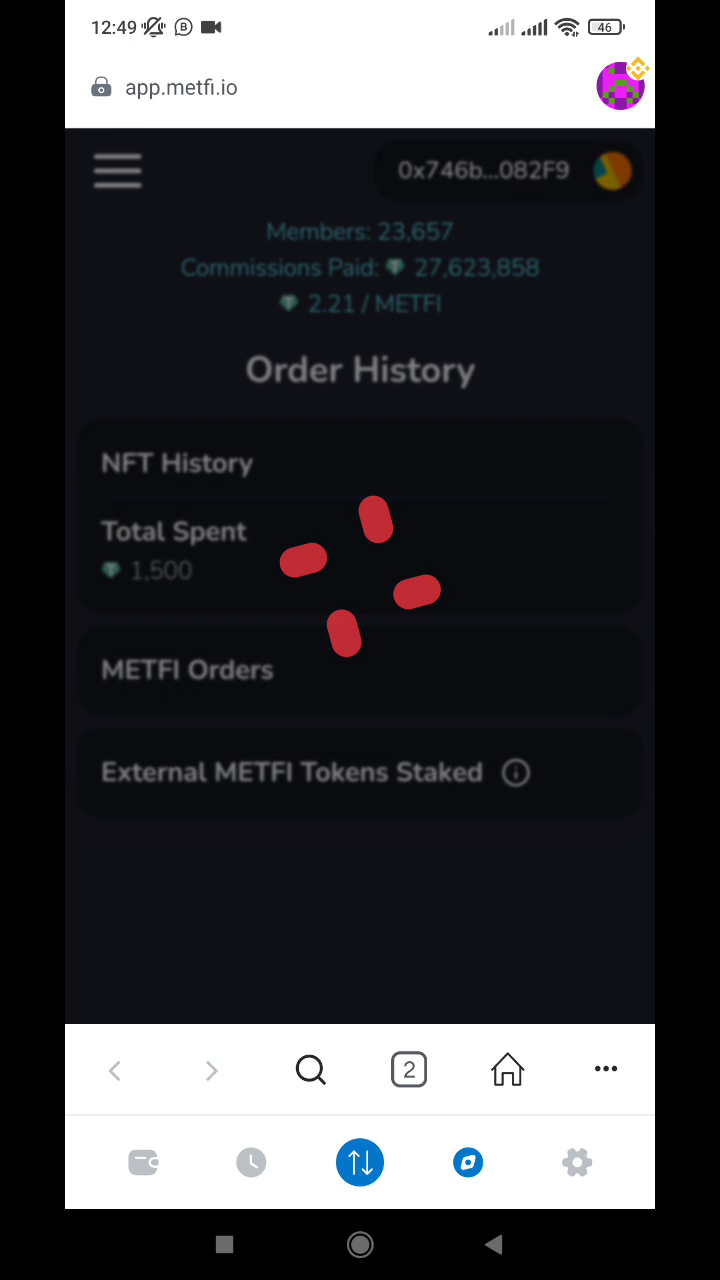 12:49 B 46
app.metfi.io
0x746b...082F9
Members: 23,657
Commissions Paid: 27,623,858
2.21 / METFI
Order History
NFT History
Total Spent
1,500
METFI Orders
External METFI Tokens Staked
2